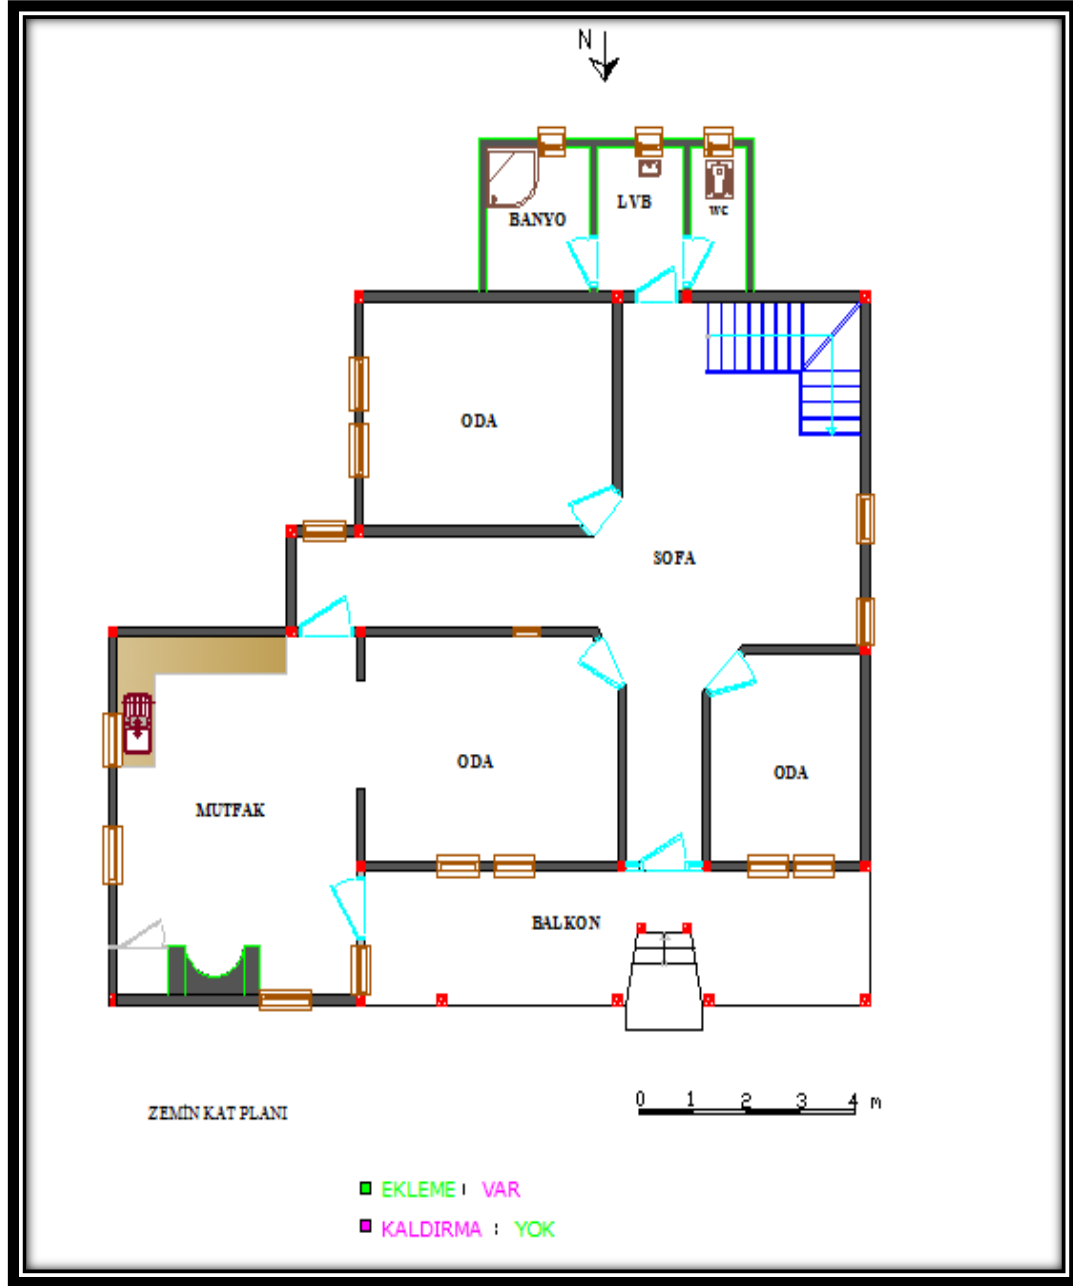 N
BANYO
LVB
WC
ODA
SOFA
ODA
ODA
MUTFAK
BALKON
0 1 2 3 4 m
ZEMİN KAT PLANI
EKLEME : VAR
KALDIRMA : YOK